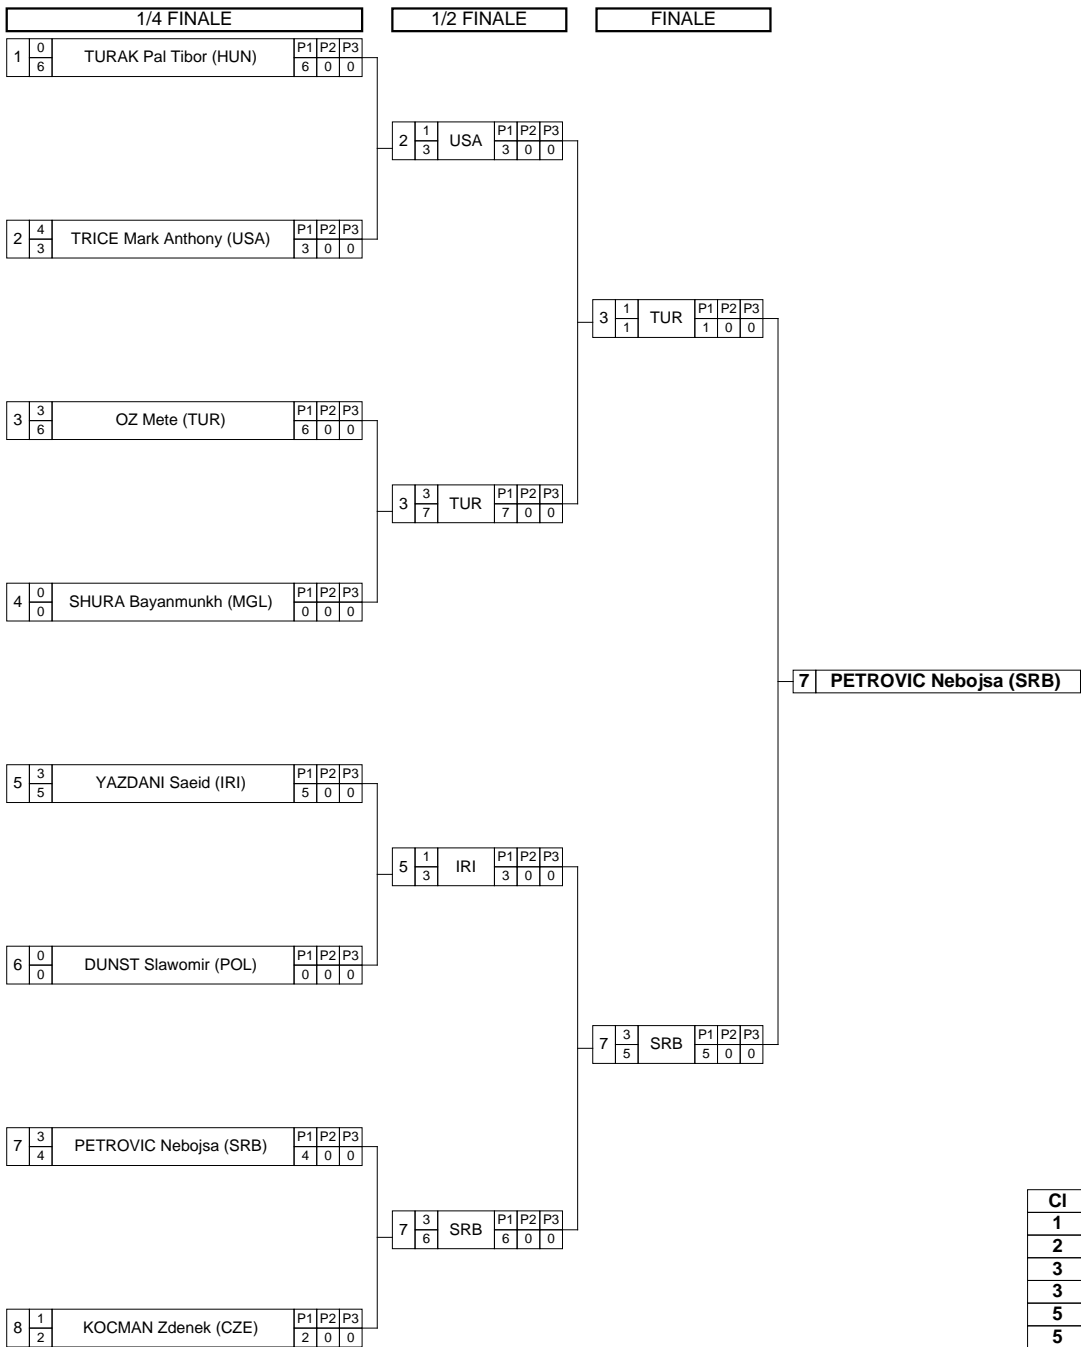 1/4 FINALE 1/2 FINALE FINALE
1 0 6 TURAK Pal Tibor (HUN) P1 P2 P3 6 0 0
2 1 3 USA P1 P2 P3 3 0 0
2 4 3 TRICE Mark Anthony (USA) P1 P2 P3 3 0 0
3 1 1 TUR P1 P2 P3 1 0 0
3 3 6 OZ Mete (TUR) P1 P2 P3 6 0 0
3 3 7 TUR P1 P2 P3 7 0 0
4 0 0 SHURA Bayanmunkh (MGL) P1 P2 P3 0 0 0
7 PETROVIC Nebojsa (SRB)
5 3 5 YAZDANI Saeid (IRI) P1 P2 P3 5 0 0
5 1 3 IRI P1 P2 P3 3 0 0
6 0 0 DUNST Slawomir (POL) P1 P2 P3 0 0 0
7 3 5 SRB P1 P2 P3 5 0 0
7 3 4 PETROVIC Nebojsa (SRB) P1 P2 P3 4 0 0
7 3 6 SRB P1 P2 P3 6 0 0
8 1 2 KOCMAN Zdenek (CZE) P1 P2 P3 2 0 0
Cl
1
2
3
3
5
5